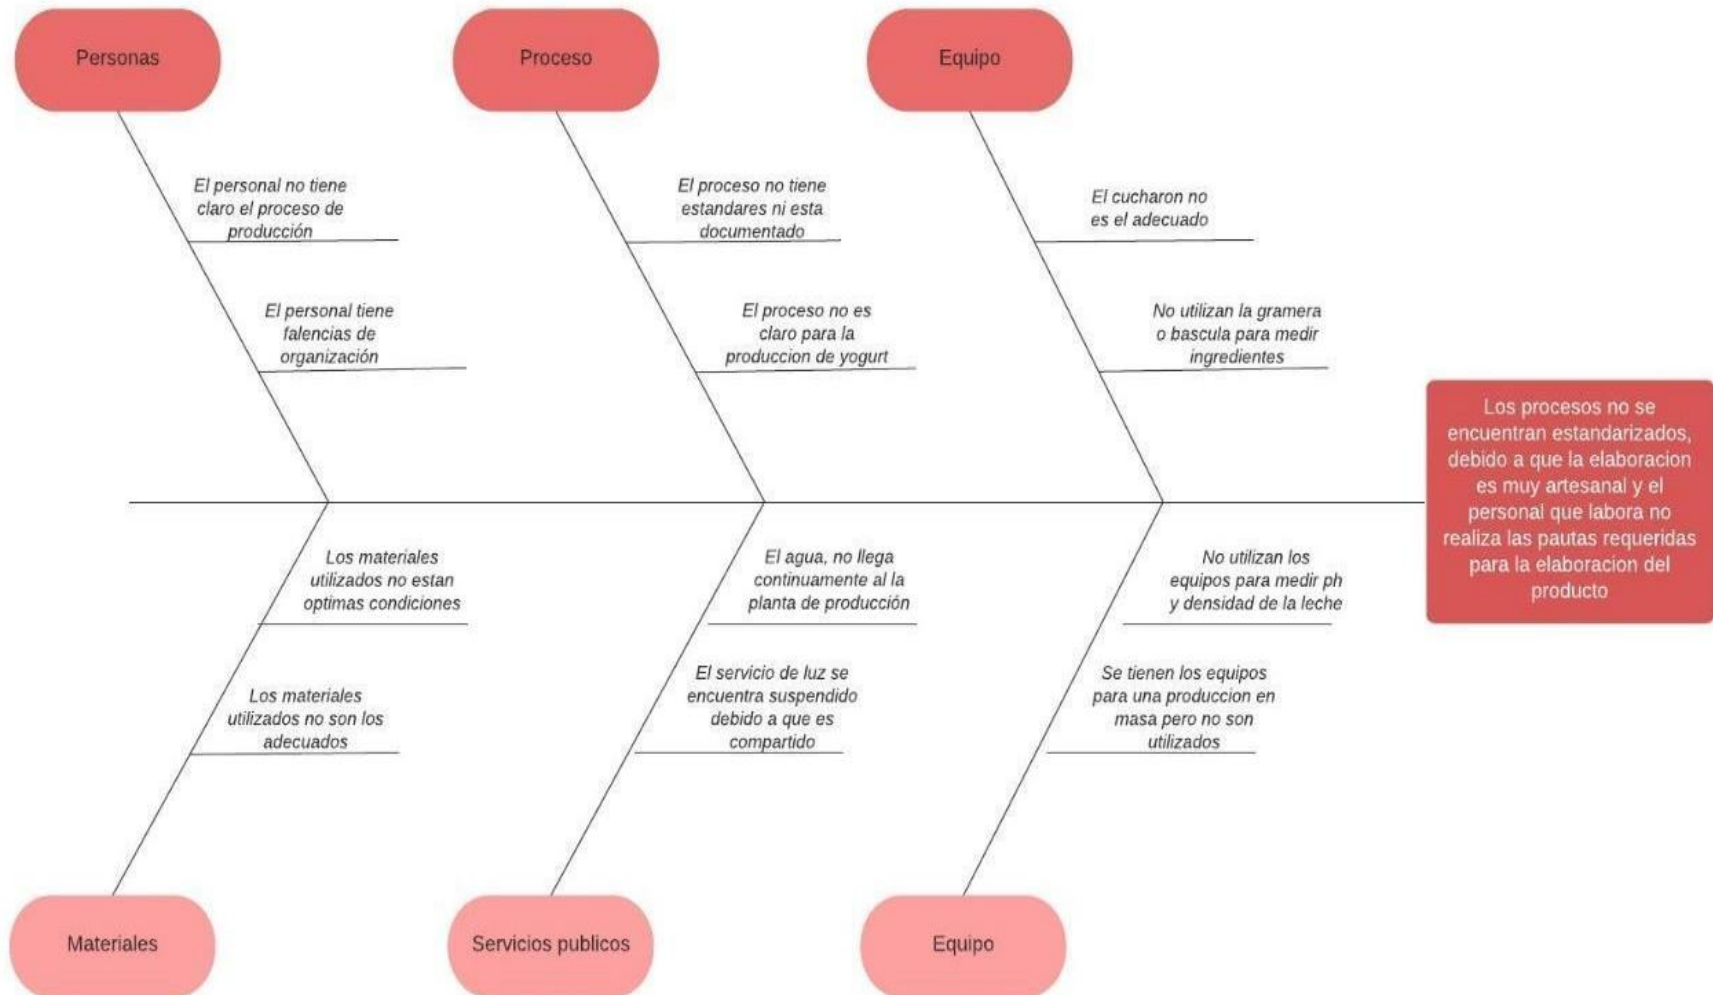 Personas
Proceso
Equipo
El personal no tiene
claro el proceso de
producción
El proceso no tiene
estandares ni esta
documentado
El cucharon no
es el adecuado
El personal tiene
falencias de
organización
El proceso no es
claro para la
produccion de yogurt
No utilizan la gramera
o bascula para medir
ingredientes
Los procesos no se
encuentran estandarizados,
debido a que la elaboracion
es muy artesanal y el
personal que labora no
realiza las pautas requeridas
para la elaboracion del
producto
Los materiales
utilizados no estan
optimas condiciones
El agua, no llega
continuamente al la
planta de producción
No utilizan los
equipos para medir ph
y densidad de la leche
Los materiales
utilizados no son los
adecuados
El servicio de luz se
encuentra suspendido
debido a que es
compartido
Se tienen los equipos
para una produccion en
masa pero no son
utilizados
Materiales
Servicios publicos
Equipo